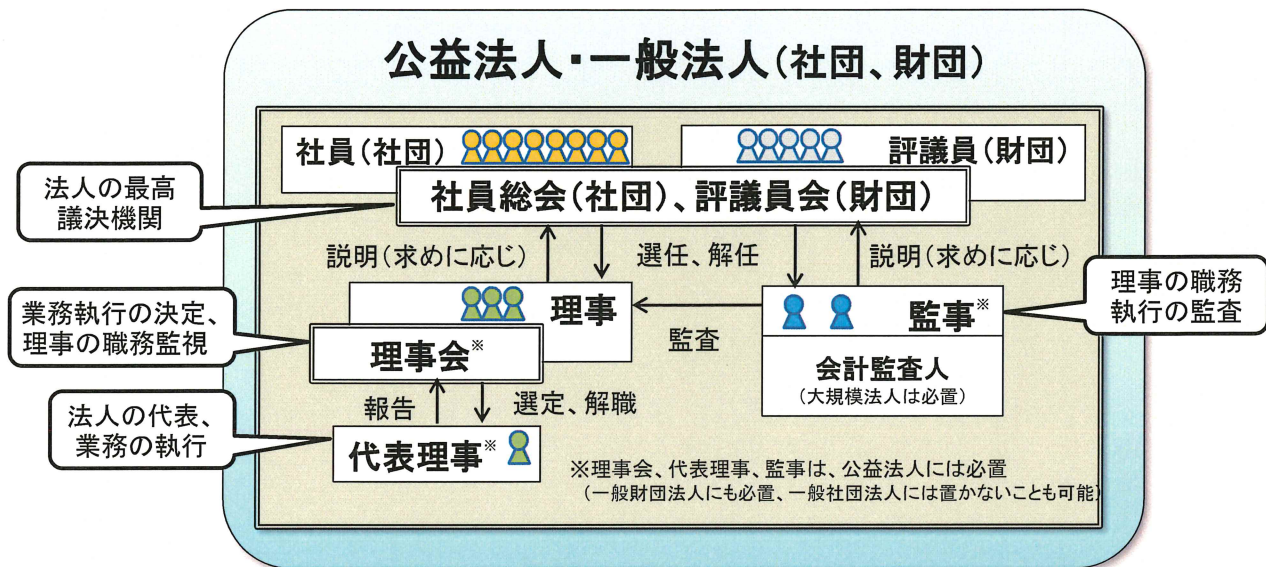 公益法人・一般法人(社団、財団)
社員(社団)
評議員(財団)
社員総会(社団)、評議員会(財団)
法人の最高
議決機関
説明(求めに応じ)
選任、解任
説明(求めに応じ)
理事
監事※
理事の職務
執行の監査
業務執行の決定、
理事の職務監視
理事会※
監査
会計監査人
(大規模法人は必置)
報告
選定、解職
法人の代表、
業務の執行
代表理事※
※理事会、代表理事、監事は、公益法人には必置
(一般財団法人にも必置、一般社団法人には置かないことも可能)